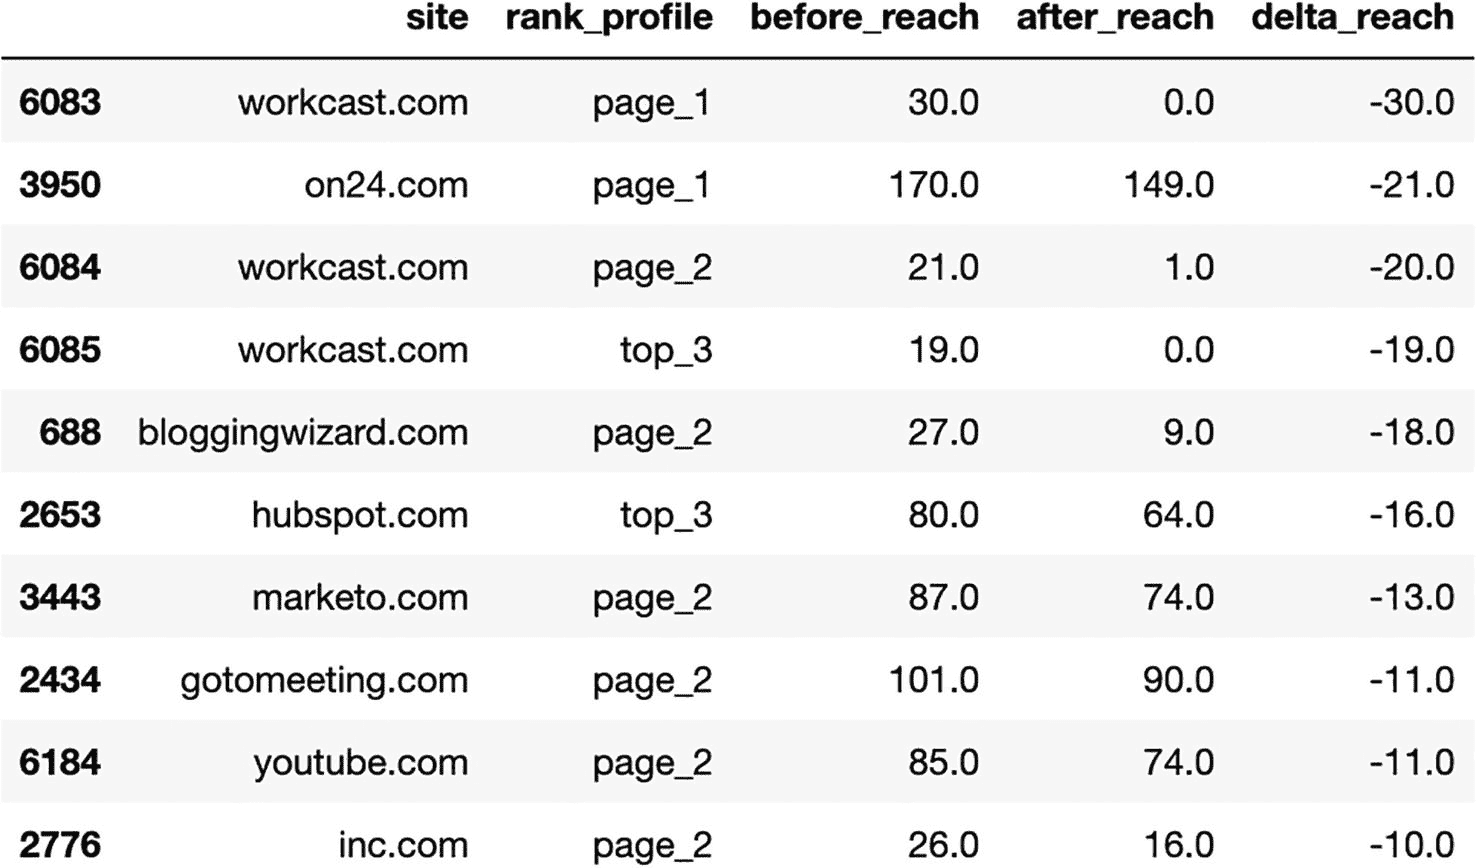 site rank_profile before_reach after_reach delta_reach
6083 workcast.com page_1 30.0 0.0 -30.0
3950 on24.com page_1 170.0 149.0 -21.0
6084 workcast.com page_2 21.0 1.0 -20.0
6085 workcast.com top_3 19.0 0.0 -19.0
688 bloggingwizard.com page_2 27.0 9.0 -18.0
2653 hubspot.com top_3 80.0 64.0 -16.0
3443 marketo.com page_2 87.0 74.0 -13.0
2434 gotomeeting.com page_2 101.0 90.0 -11.0
6184 youtube.com page_2 85.0 74.0 -11.0
2776 inc.com page_2 26.0 16.0 -10.0